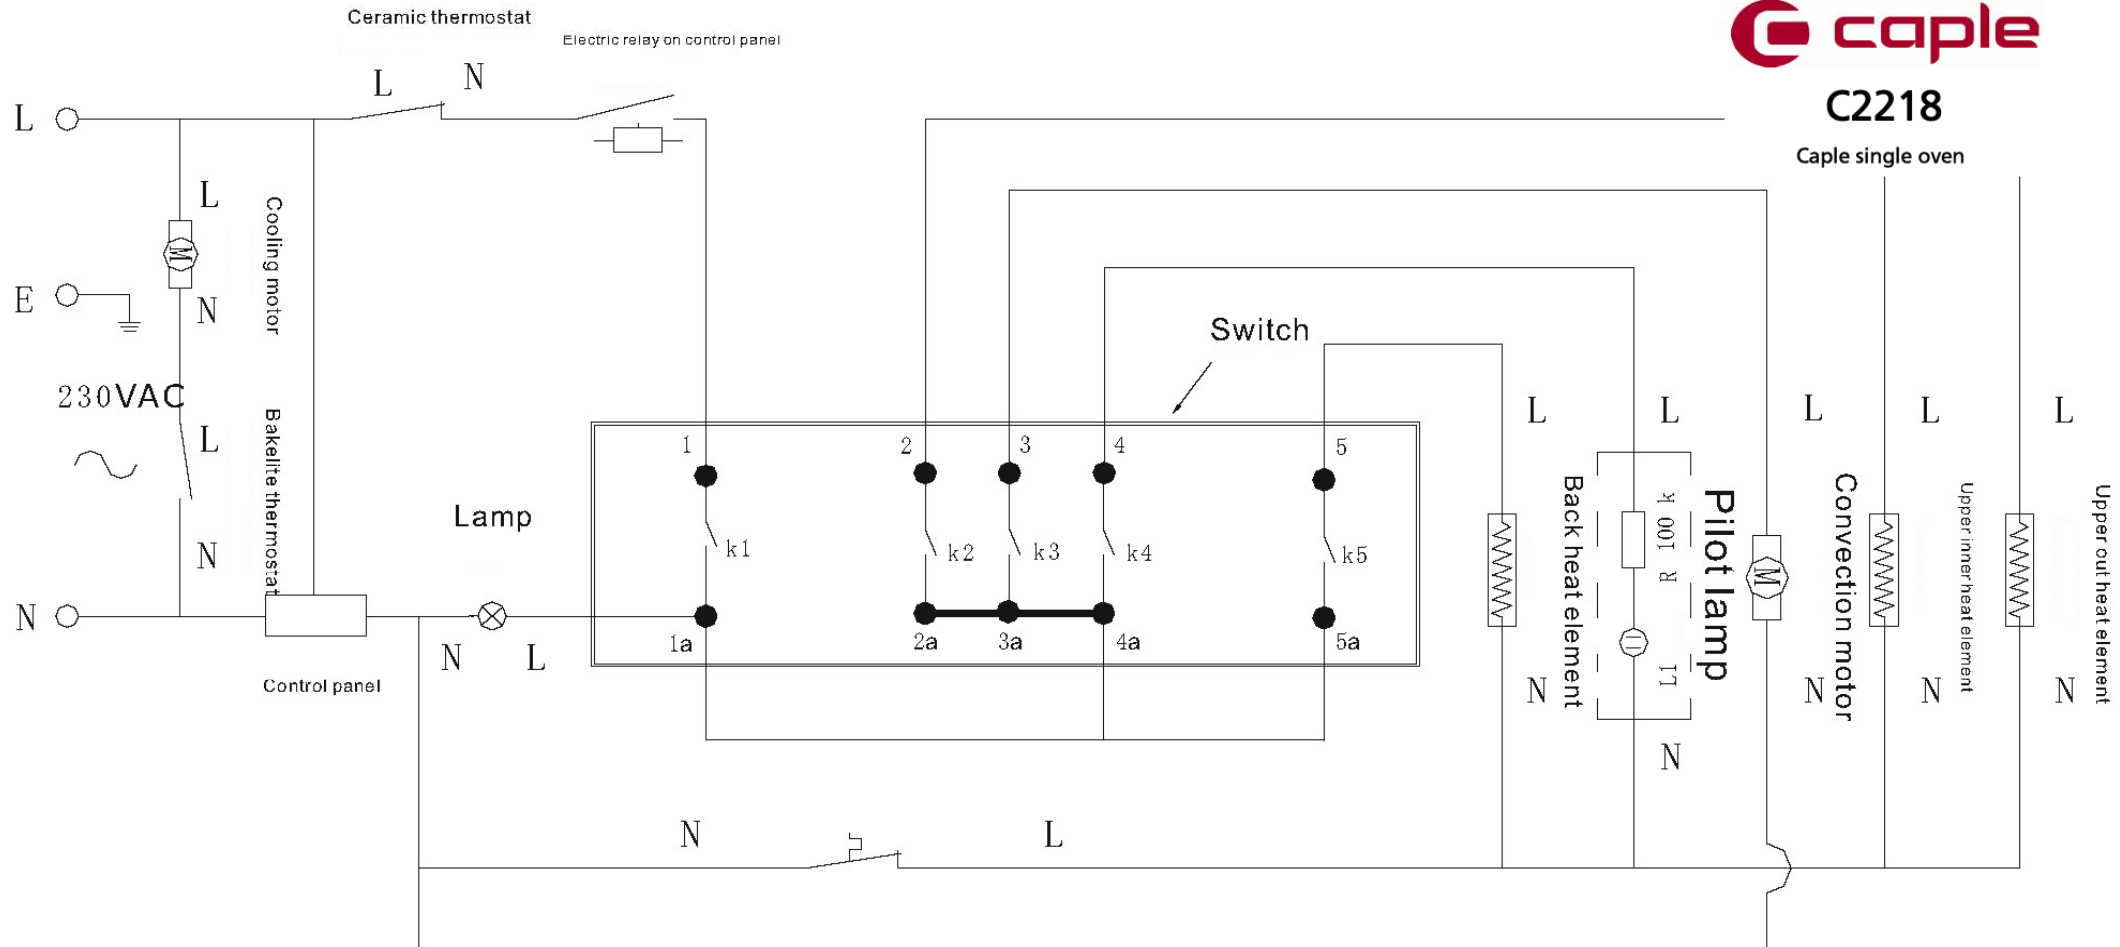 Ceramic thermostat
Electric relay on control panel
caple
C2218
Caple single oven
L
L
N
L
Cooling motor
N
E
230VAC
L
Bakelite thermostat
N
N
Control panel
Lamp
N
L
Switch
1
2
3
4
5
k1
k2
k3
k4
k5
1a
2a
3a
4a
5a
L
Back heat element
N
L
R 100k
L1
Pilot lamp
N
L
Convection motor
N
L
Upper inner heat element
N
L
Upper out heat element
N
N
L